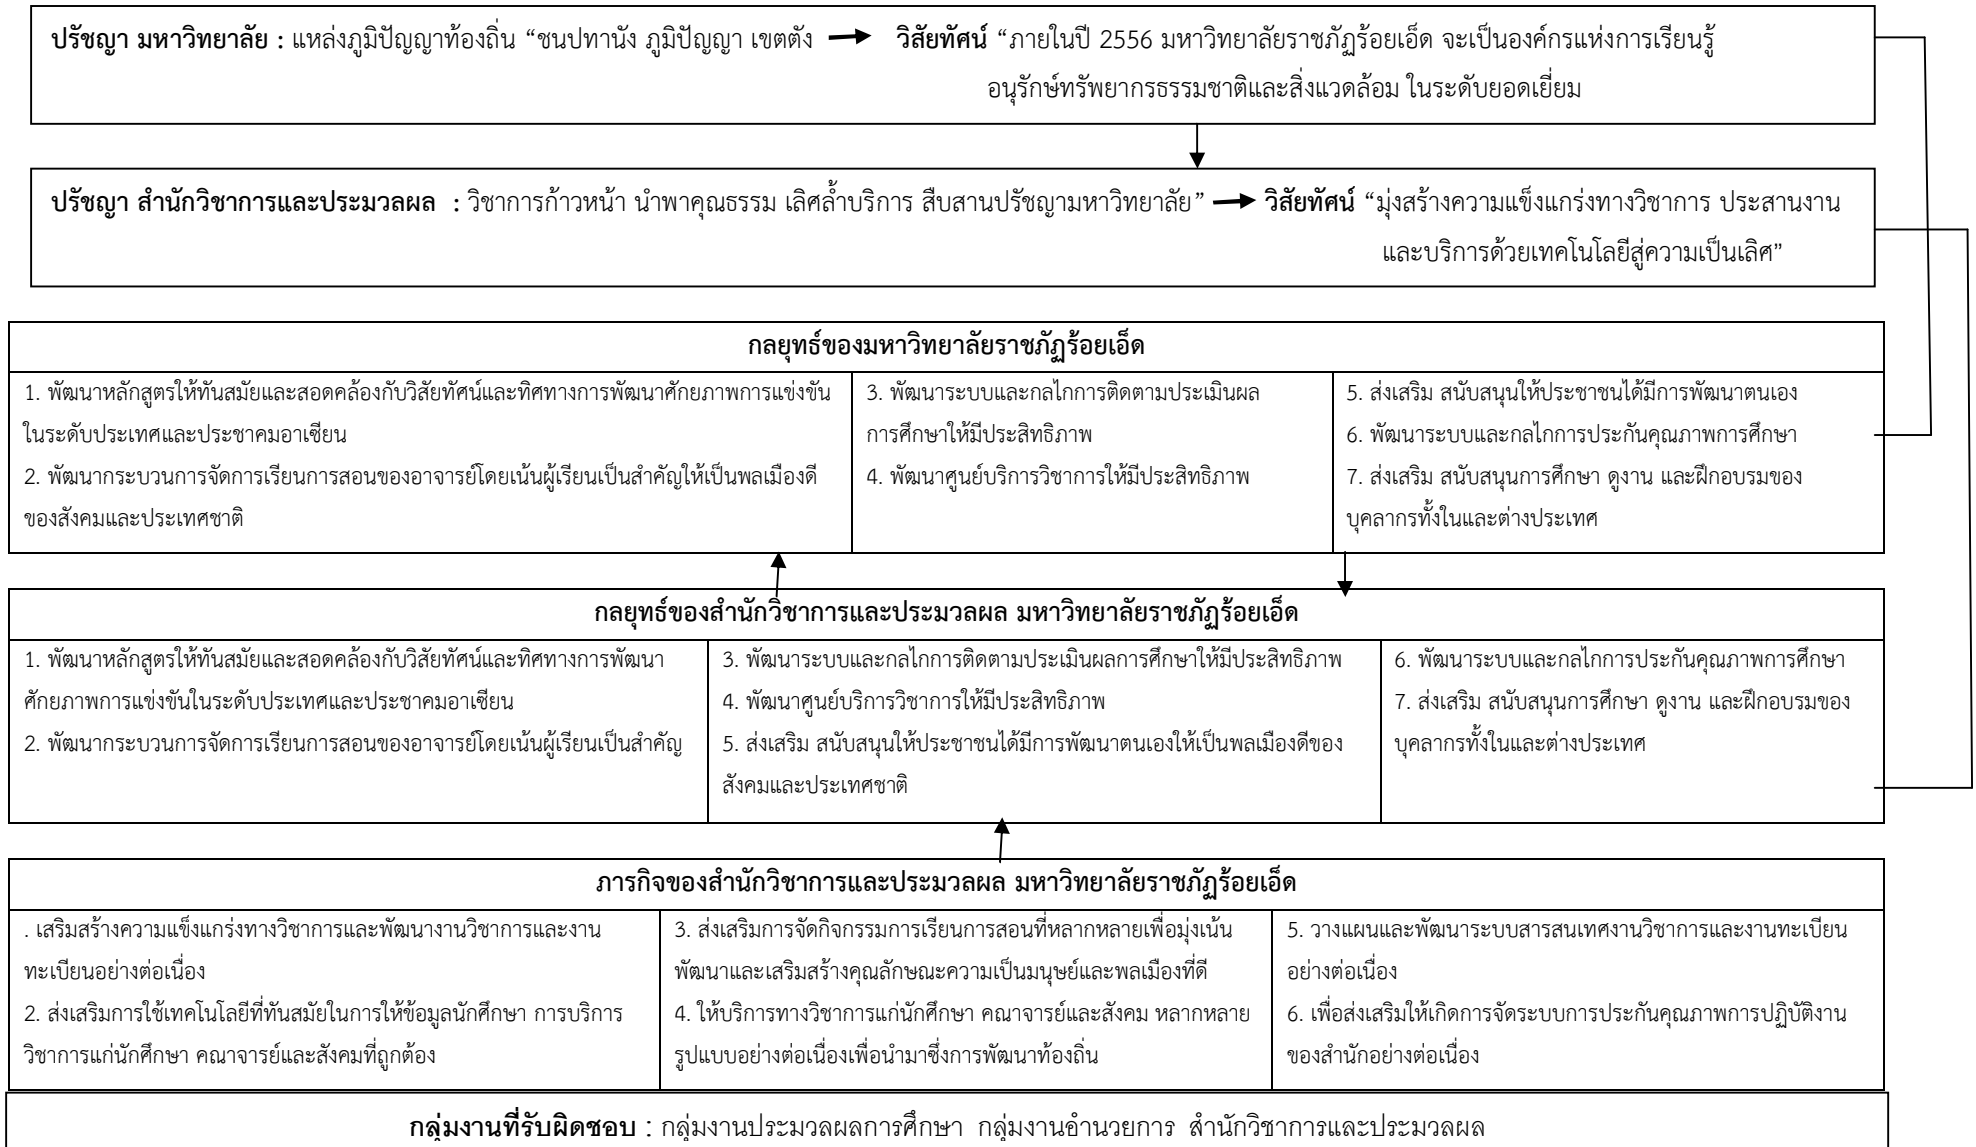 ปรัชญา มหาวิทยาลัย : แหล่งภูมิปัญญาท้องถิ่น “ชนปทานัง ภูมิปัญญา เขตตัง วิสัยทัศน์ “ภายในปี 2556 มหาวิทยาลัยราชภัฏร้อยเอ็ด จะเป็นองค์กรแห่งการเรียนรู้
อนุรักษ์ทรัพยากรธรรมชาติและสิ่งแวดล้อม ในระดับยอดเยี่ยม
ปรัชญา สำนักวิชาการและประมวลผล : วิชาการก้าวหน้า นำพาคุณธรรม เลิศล้ำบริการ สืบสานปรัชญามหาวิทยาลัย” วิสัยทัศน์ “มุ่งสร้างความแข็งแกร่งทางวิชาการ ประสานงาน
และบริการด้วยเทคโนโลยีสู่ความเป็นเลิศ”
กลยุทธ์ของมหาวิทยาลัยราชภัฏร้อยเอ็ด
1. พัฒนาหลักสูตรให้ทันสมัยและสอดคล้องกับวิสัยทัศน์และทิศทางการพัฒนาศักยภาพการแข่งขัน
ในระดับประเทศและประชาคมอาเซียน
2. พัฒนากระบวนการจัดการเรียนการสอนของอาจารย์โดยเน้นผู้เรียนเป็นสำคัญให้เป็นพลเมืองดี
ของสังคมและประเทศชาติ
3. พัฒนาระบบและกลไกการติดตามประเมินผล
การศึกษาให้มีประสิทธิภาพ
4. พัฒนาศูนย์บริการวิชาการให้มีประสิทธิภาพ
5. ส่งเสริม สนับสนุนให้ประชาชนได้มีการพัฒนาตนเอง
6. พัฒนาระบบและกลไกการประกันคุณภาพการศึกษา
7. ส่งเสริม สนับสนุนการศึกษา ดูงาน และฝึกอบรมของ
บุคลากรทั้งในและต่างประเทศ
กลยุทธ์ของสำนักวิชาการและประมวลผล มหาวิทยาลัยราชภัฏร้อยเอ็ด
1. พัฒนาหลักสูตรให้ทันสมัยและสอดคล้องกับวิสัยทัศน์และทิศทางการพัฒนา
ศักยภาพการแข่งขันในระดับประเทศและประชาคมอาเซียน
2. พัฒนากระบวนการจัดการเรียนการสอนของอาจารย์โดยเน้นผู้เรียนเป็นสำคัญ
3. พัฒนาระบบและกลไกการติดตามประเมินผลการศึกษาให้มีประสิทธิภาพ
4. พัฒนาศูนย์บริการวิชาการให้มีประสิทธิภาพ
5. ส่งเสริม สนับสนุนให้ประชาชนได้มีการพัฒนาตนเองให้เป็นพลเมืองดีของ
สังคมและประเทศชาติ
6. พัฒนาระบบและกลไกการประกันคุณภาพการศึกษา
7. ส่งเสริม สนับสนุนการศึกษา ดูงาน และฝึกอบรมของ
บุคลากรทั้งในและต่างประเทศ
ภารกิจของสำนักวิชาการและประมวลผล มหาวิทยาลัยราชภัฏร้อยเอ็ด
. เสริมสร้างความแข็งแกร่งทางวิชาการและพัฒนางานวิชาการและงาน
ทะเบียนอย่างต่อเนื่อง
2. ส่งเสริมการใช้เทคโนโลยีที่ทันสมัยในการให้ข้อมูลนักศึกษา การบริการ
วิชาการแก่นักศึกษา คณาจารย์และสังคมที่ถูกต้อง
3. ส่งเสริมการจัดกิจกรรมการเรียนการสอนที่หลากหลายเพื่อมุ่งเน้น
พัฒนาและเสริมสร้างคุณลักษณะความเป็นมนุษย์และพลเมืองที่ดี
4. ให้บริการทางวิชาการแก่นักศึกษา คณาจารย์และสังคม หลากหลาย
รูปแบบอย่างต่อเนื่องเพื่อนำมาซึ่งการพัฒนาท้องถิ่น
5. วางแผนและพัฒนาระบบสารสนเทศงานวิชาการและงานทะเบียน
อย่างต่อเนื่อง
6. เพื่อส่งเสริมให้เกิดการจัดระบบการประกันคุณภาพการปฏิบัติงาน
ของสำนักอย่างต่อเนื่อง
กลุ่มงานที่รับผิดชอบ : กลุ่มงานประมวลผลการศึกษา กลุ่มงานอำนวยการ สำนักวิชาการและประมวลผล